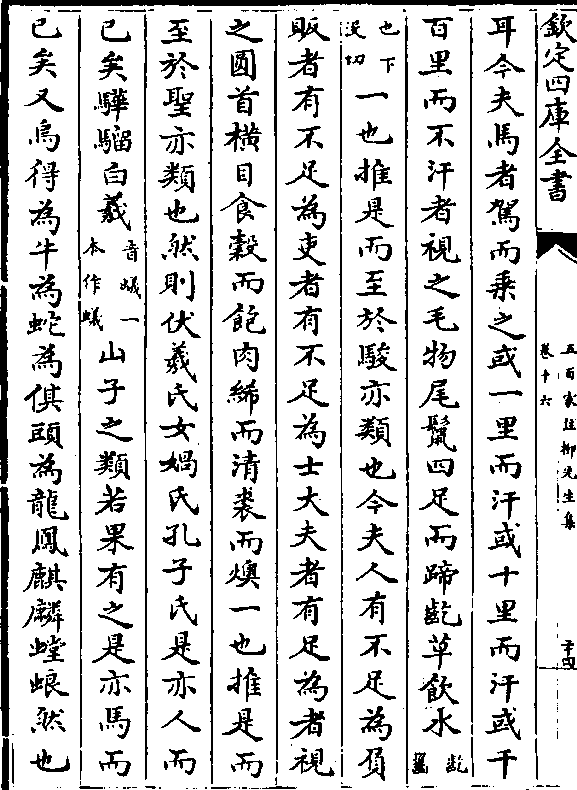 欽定四庫全書
五百家註柳先生集
卷十六
耳今夫馬者駕而乗之或一里而汗或十里而汗或千
百里而不汗者視之毛物尾鬛四足而蹄齕草飲水齕齧
也下没切一也推是而至於駿亦類也今夫人有不足為負
販者有不足為吏者有不足為士大夫者有足為者視
之圓首横目食穀而飽肉絺而清裘而燠一也推是而
至於聖亦類也然則伏羲氏女媧氏孔子氏是亦人而
已矣驊騮白羲音蟻一本作蟻山子之類若果有之是亦馬而
已矣又烏得為牛為蛇為倛頭為龍鳳麒麟螳蜋然也